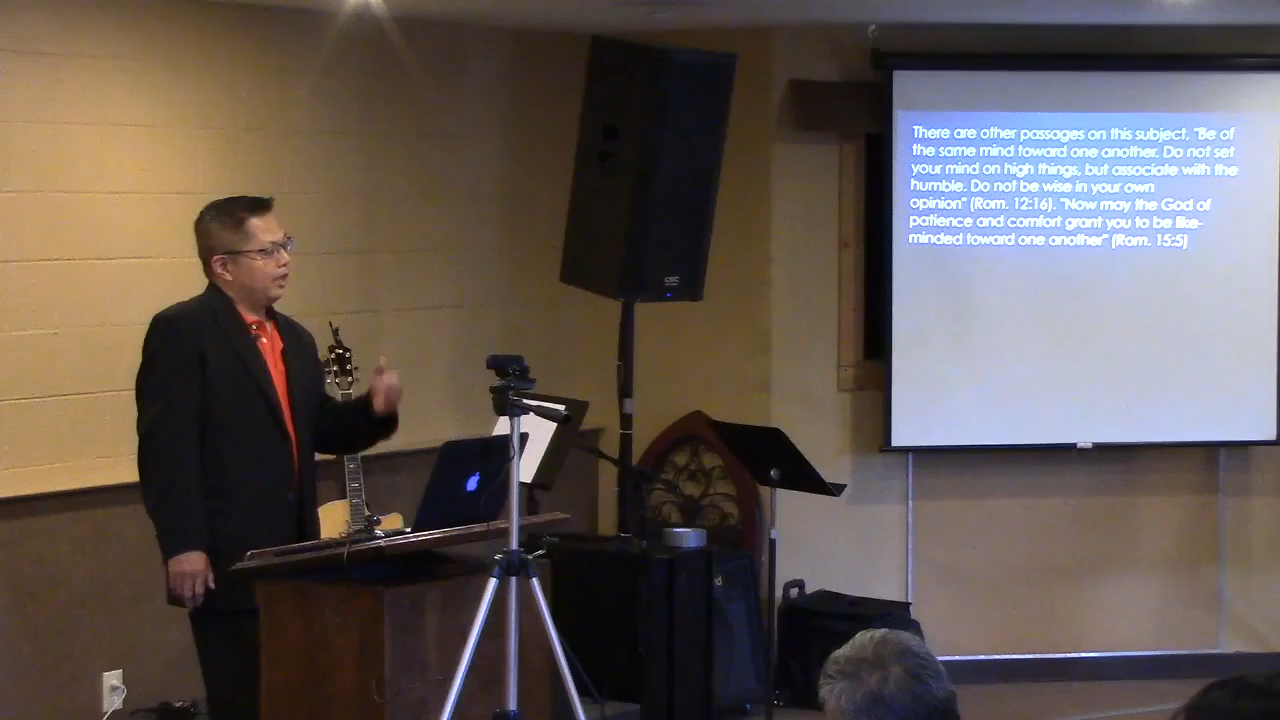 There are other passages on this subject, "Be of
the same mind toward one another. Do not set
your mind on high things, but associate with the
humble. Do not be wise in your own
opinion" (Rom. 12:16). "Now may the God of
patience and comfort grant you to be like-
minded toward one another" (Rom. 15:5)
QSC